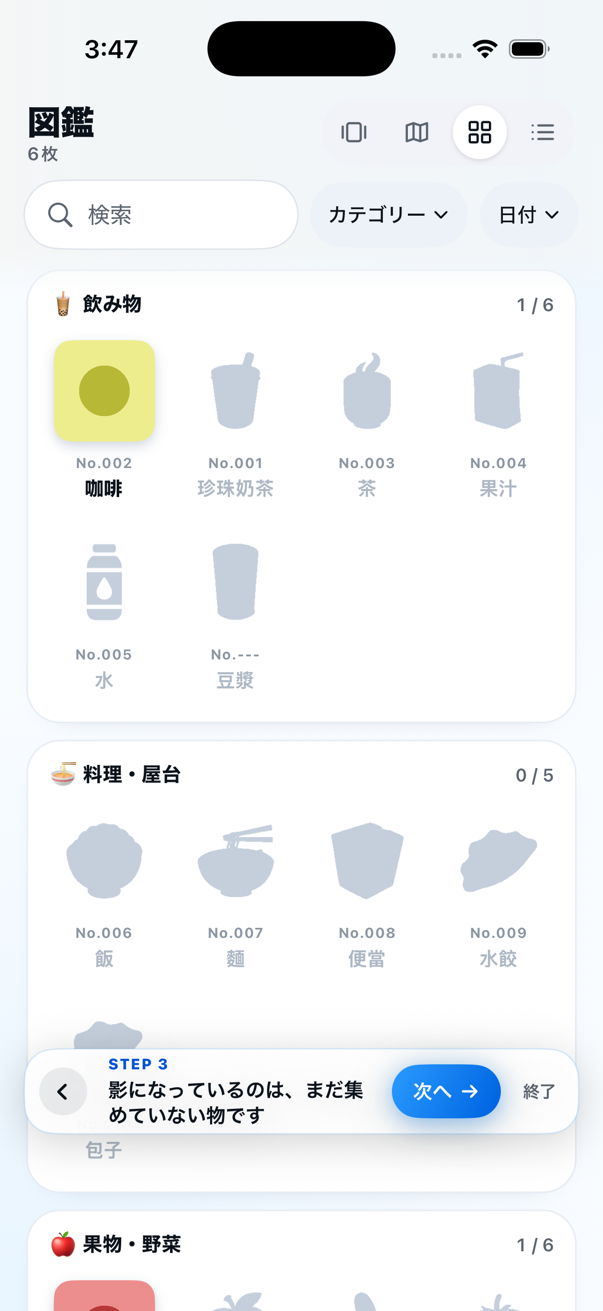 3:47
図鑑
6枚
検索
カテゴリー
日付
飲み物
1 / 6
No.002
No.001
No.003
No.004
咖啡
珍珠奶茶
茶
果汁
No.005
No.---
水
豆漿
料理・屋台
0 / 5
No.006
No.007
No.008
No.009
飯
麵
便當
水餃
STEP 3
影になっているのは、まだ集
めていない物です
次へ →
終了
包子
果物・野菜
1 / 6